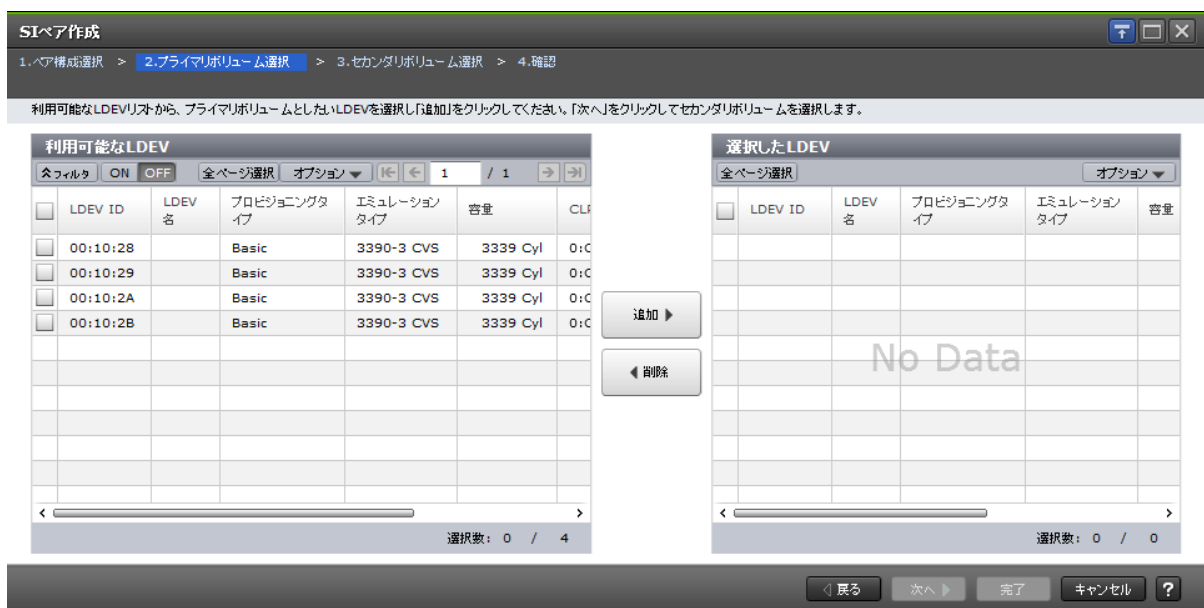 SIペア作成
1.ペア構成選択 > 2.プライマリボリューム選択 > 3.セカンダリボリューム選択 > 4.確認
利用可能なLDEVリストから、プライマリボリュームとしたいLDEVを選択し「追加」をクリックしてください。「次へ」をクリックしてセカンダリボリュームを選択します。
利用可能なLDEV
フィルタ ON OFF 全ページ選択 オプション 1 / 1
LDEV ID LDEV名 プロビジョニングタイプ エミュレーションタイプ 容量
00:10:28 Basic 3390-3 CVS 3339 Cyl
00:10:29 Basic 3390-3 CVS 3339 Cyl
00:10:2A Basic 3390-3 CVS 3339 Cyl
00:10:2B Basic 3390-3 CVS 3339 Cyl
選択数: 0 / 4
追加
削除
選択したLDEV
全ページ選択 オプション
LDEV ID LDEV名 プロビジョニングタイプ エミュレーションタイプ 容量
No Data
選択数: 0 / 0
戻る 次へ 完了 キャンセル ?